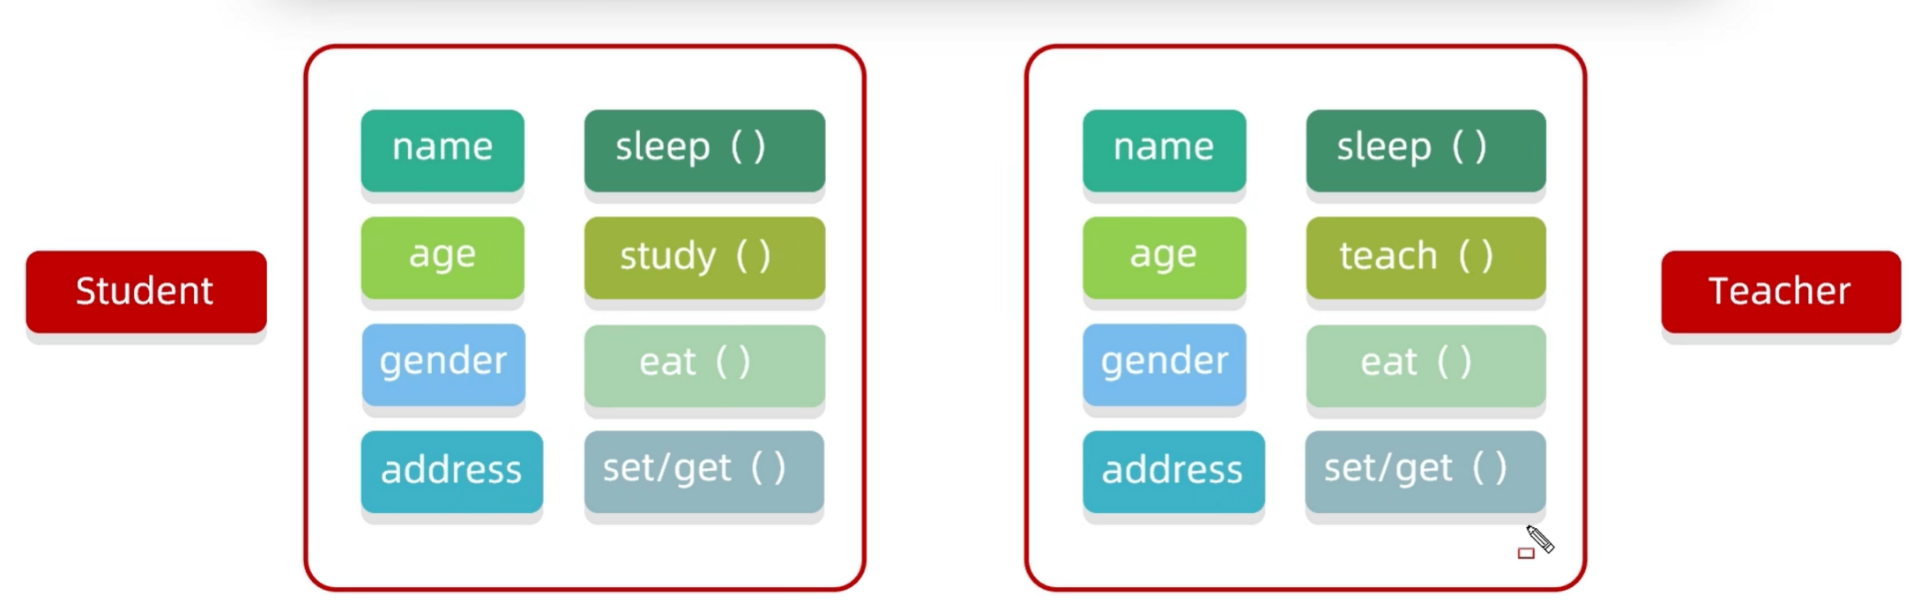 Student
name
sleep ()
age
study ()
gender
eat ()
address
set/get ()
name
sleep ()
age
teach ()
gender
eat ()
address
set/get ()
Teacher